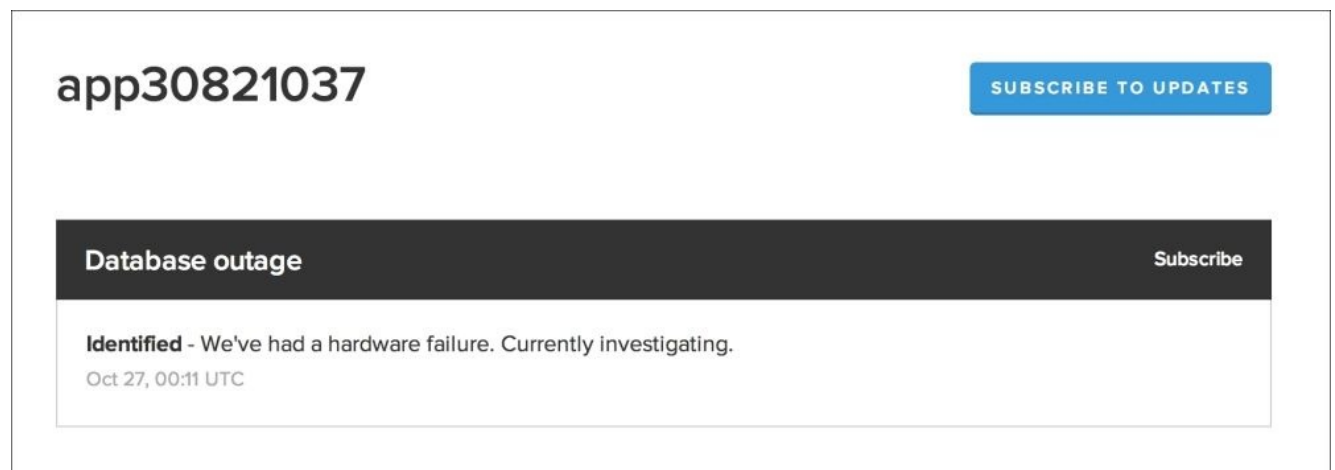 app30821037
SUBSCRIBE TO UPDATES
Database outage
Subscribe
Identified - We've had a hardware failure. Currently investigating.
Oct 27, 00:11 UTC